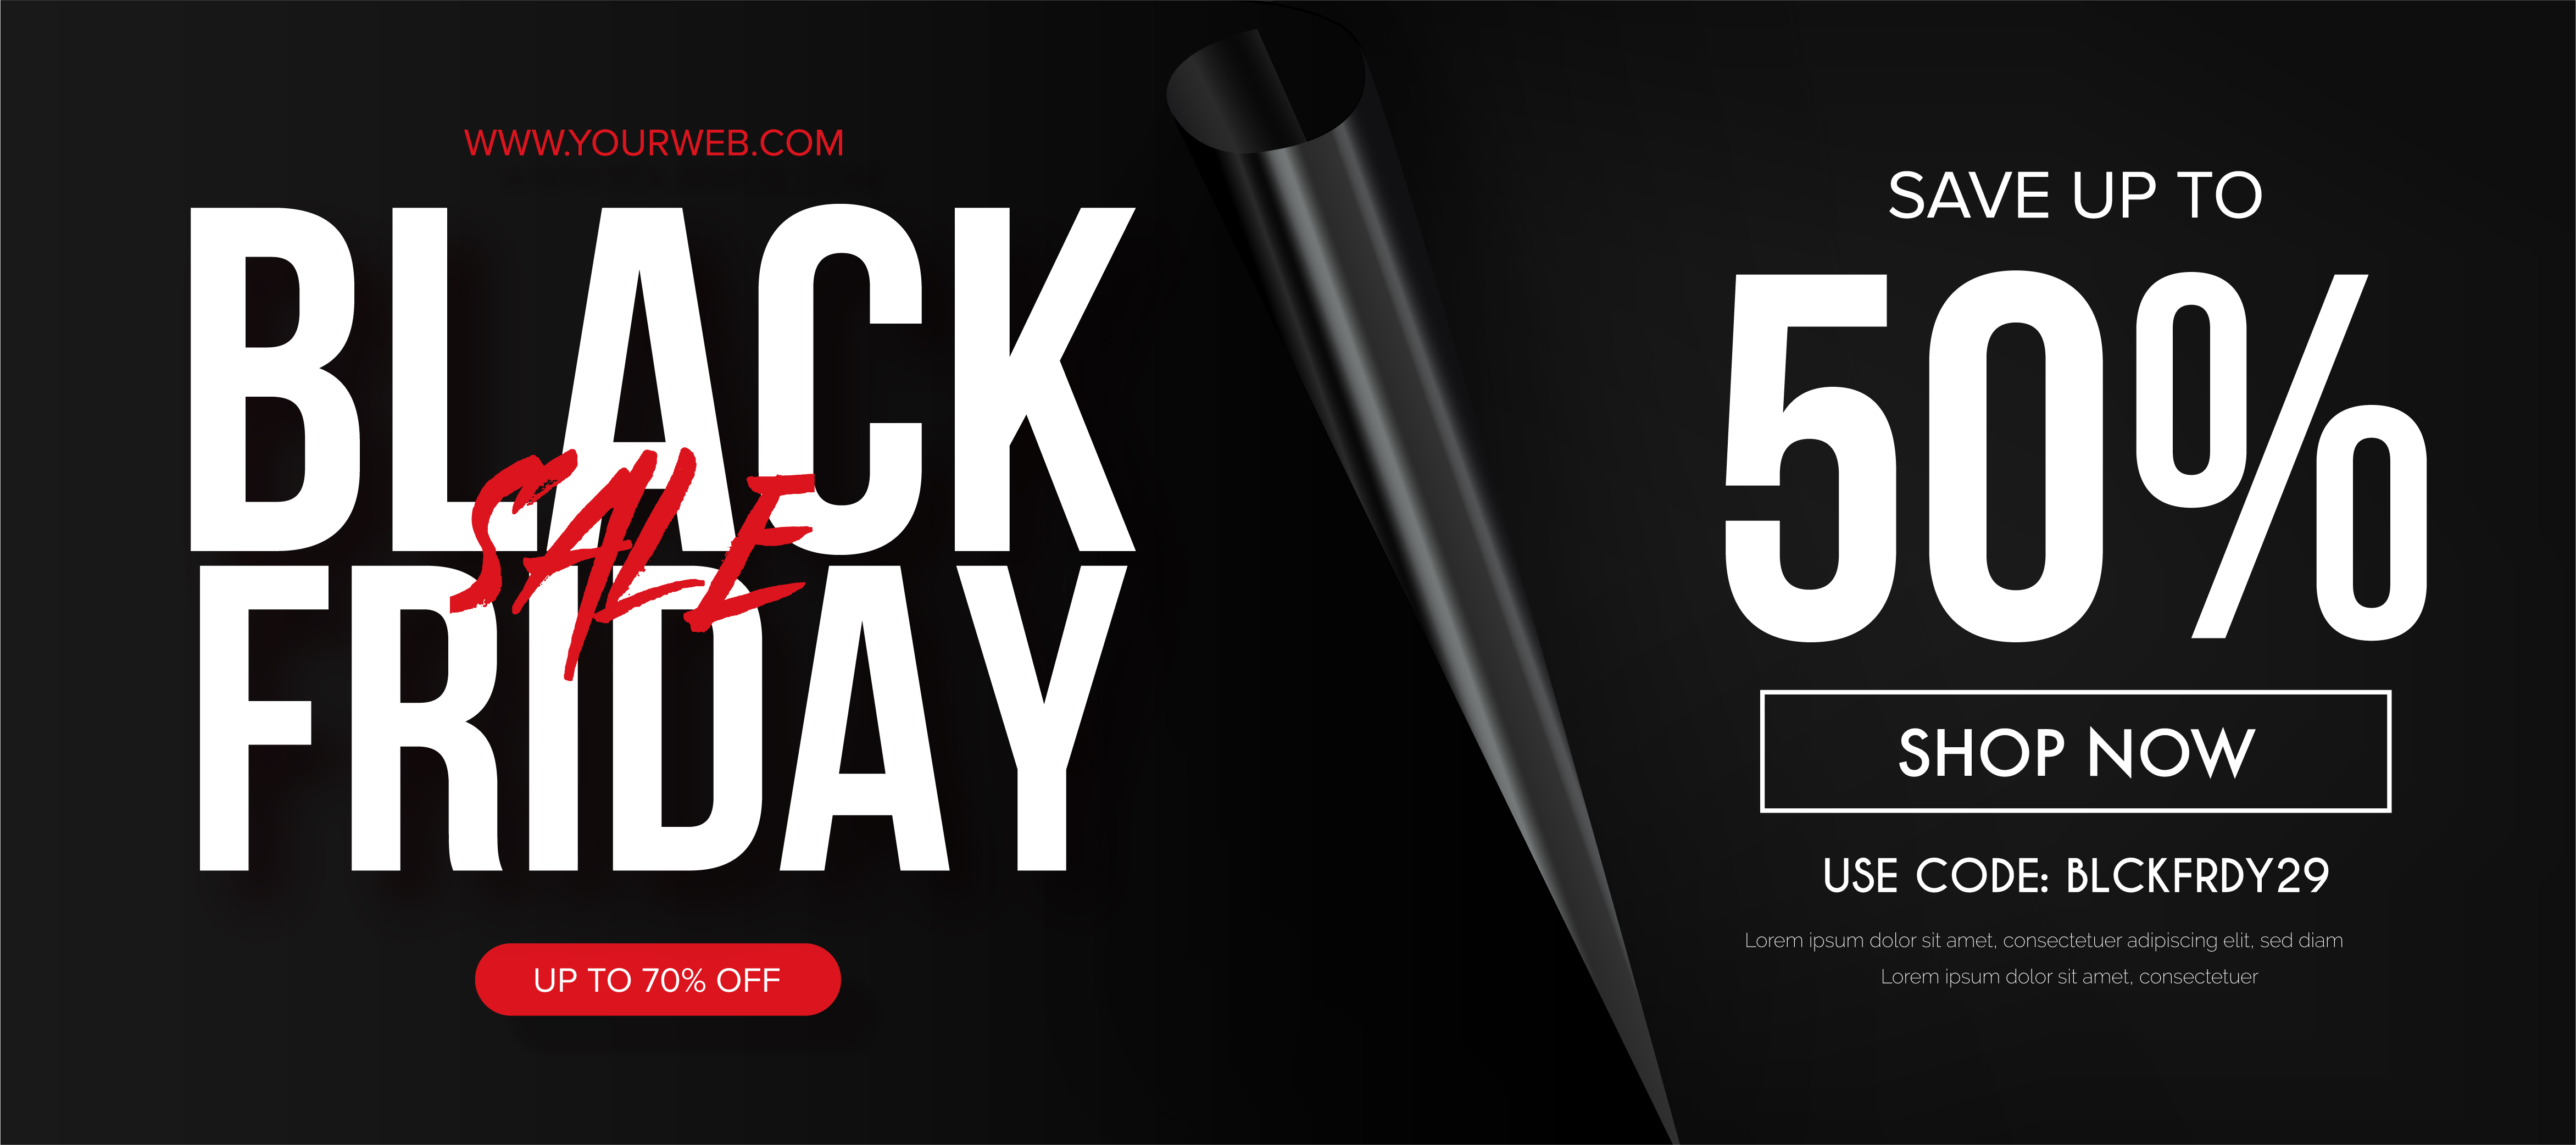 WWW.YOURWEB.COM
BLACK
SALE
FRIDAY
UP TO 70% OFF
SAVE UP TO
50%
SHOP NOW
USE CODE: BLCKFRDY29
Lorem ipsum dolor sit amet, consectetuer adipiscing elit, sed diam
Lorem ipsum dolor sit amet, consectetuer